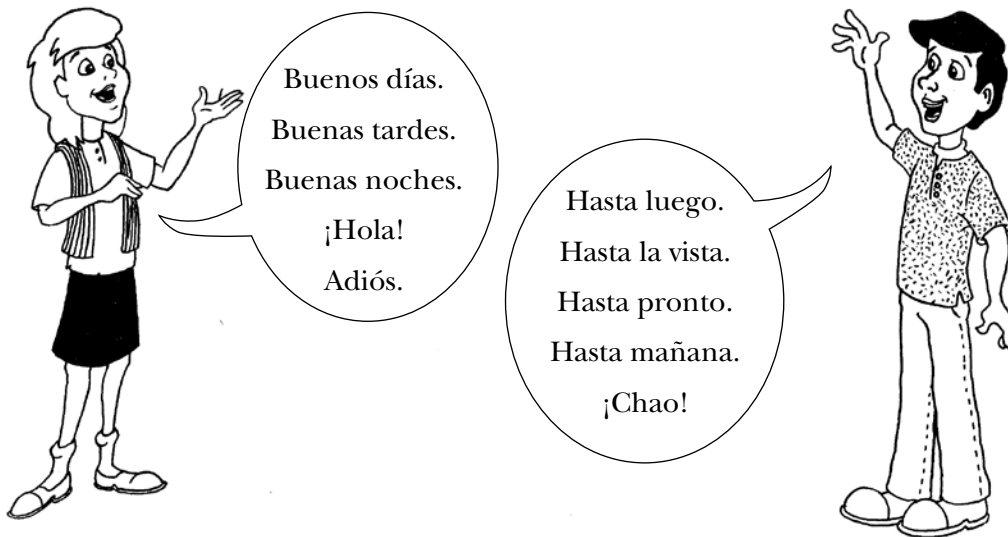 Buenos días.
Buenas tardes.
Buenas noches.
¡Hola!
Adiós.
Hasta luego.
Hasta la vista.
Hasta pronto.
Hasta mañana.
¡Chao!